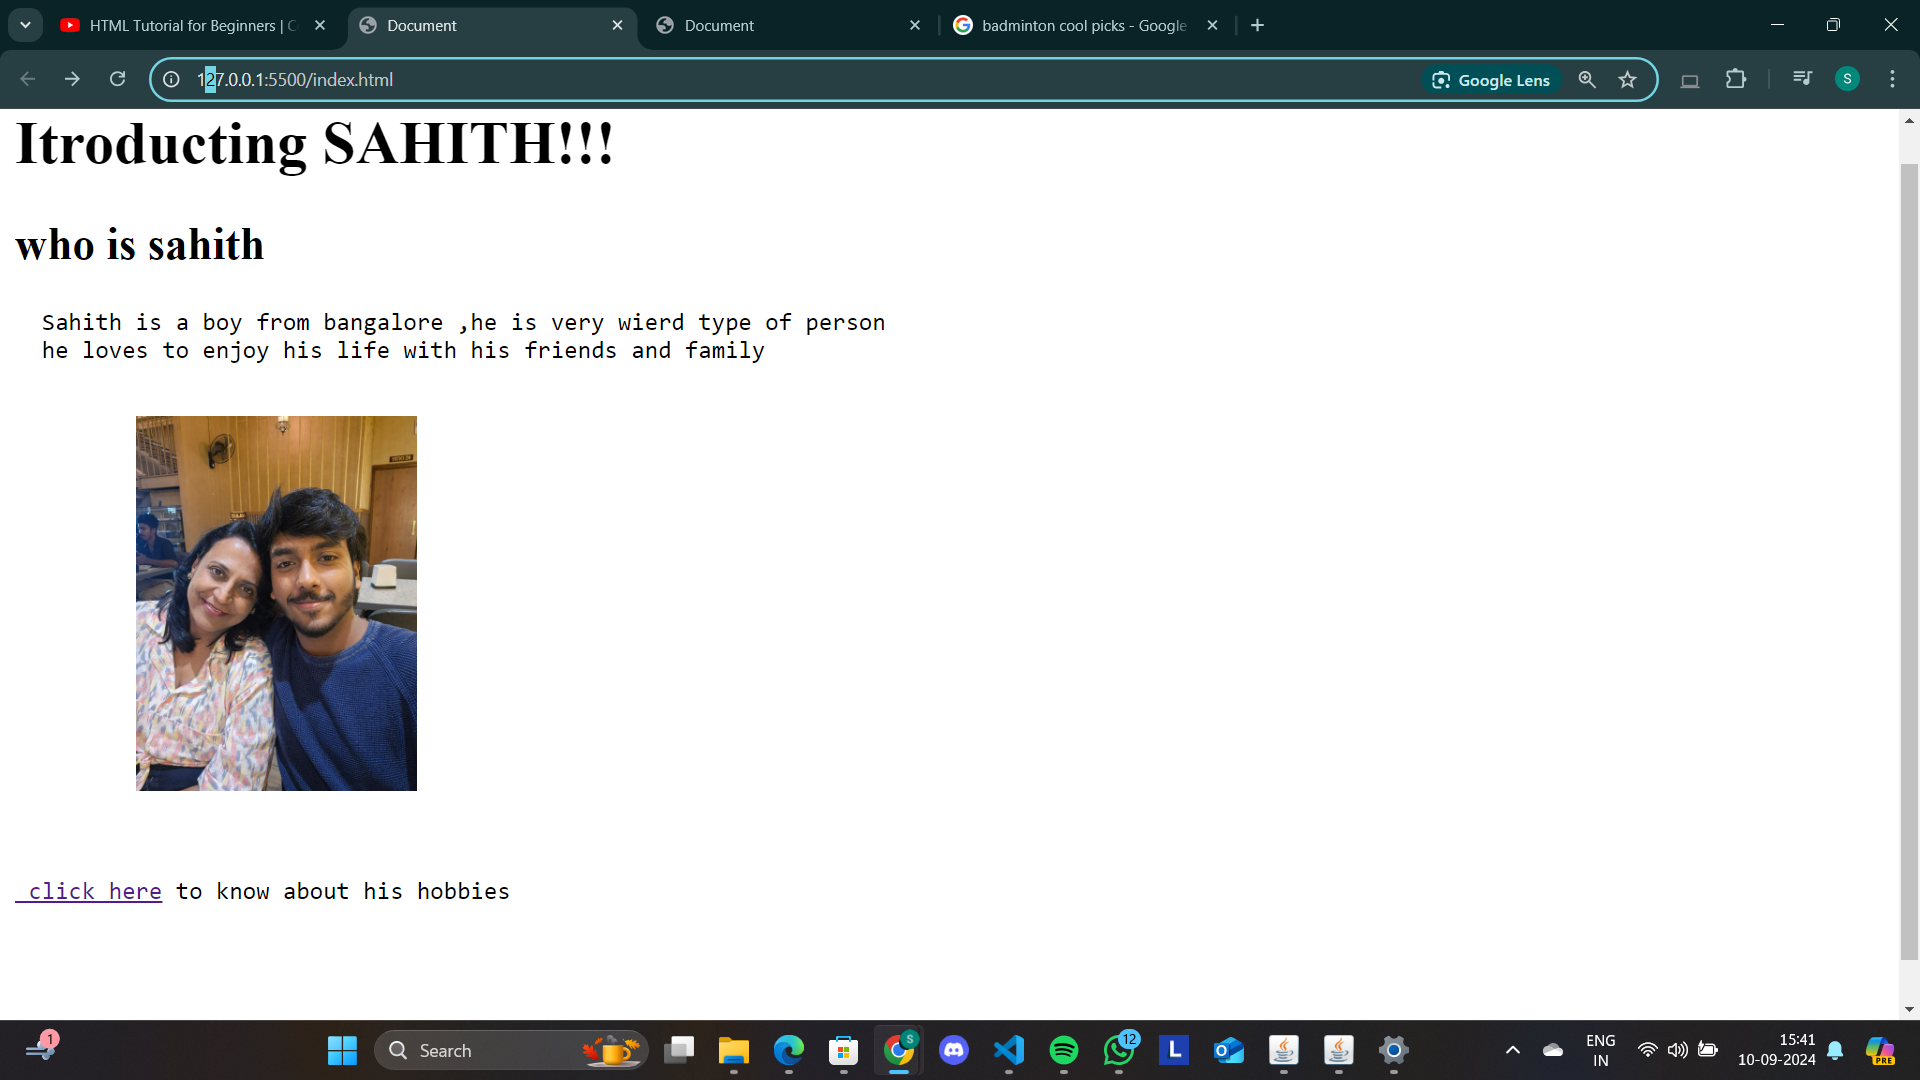 HTML Tutorial for Beginners | C
Document
Document
badminton cool picks - Google
127.0.0.1:5500/index.html
Google Lens
S
Itroducting SAHITH!!!
who is sahith
Sahith is a boy from bangalore ,he is very wierd type of person
he loves to enjoy his life with his friends and family
click here to know about his hobbies
1
Search
S
12
L
ENG
IN
15:41
10-09-2024
PRE